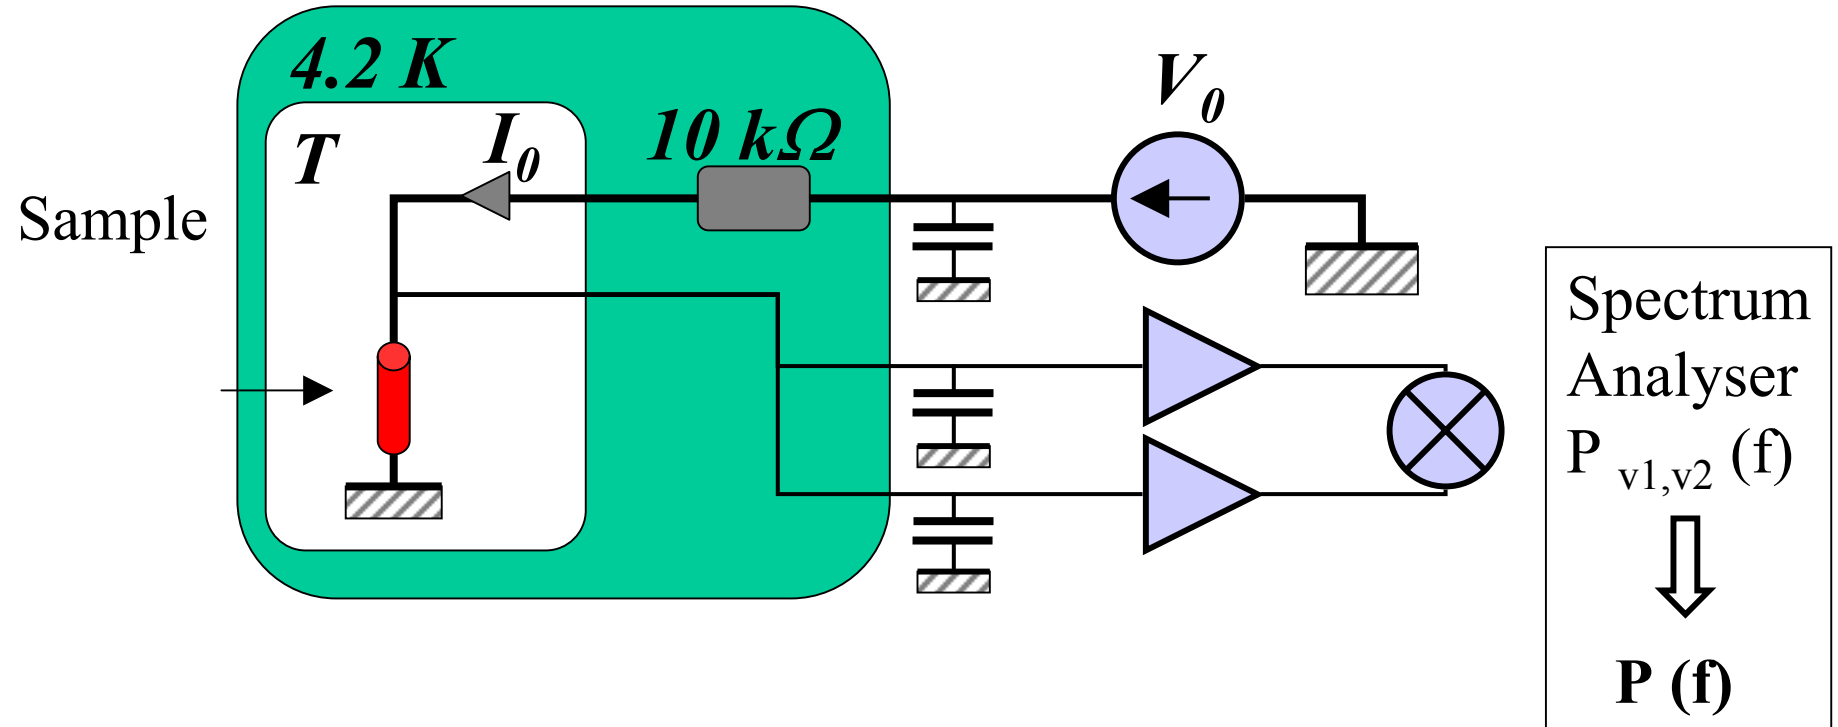 4.2 K
V0
T
I0
10 kΩ
Sample
Spectrum
Analyser
P v1,v2 (f)
P (f)